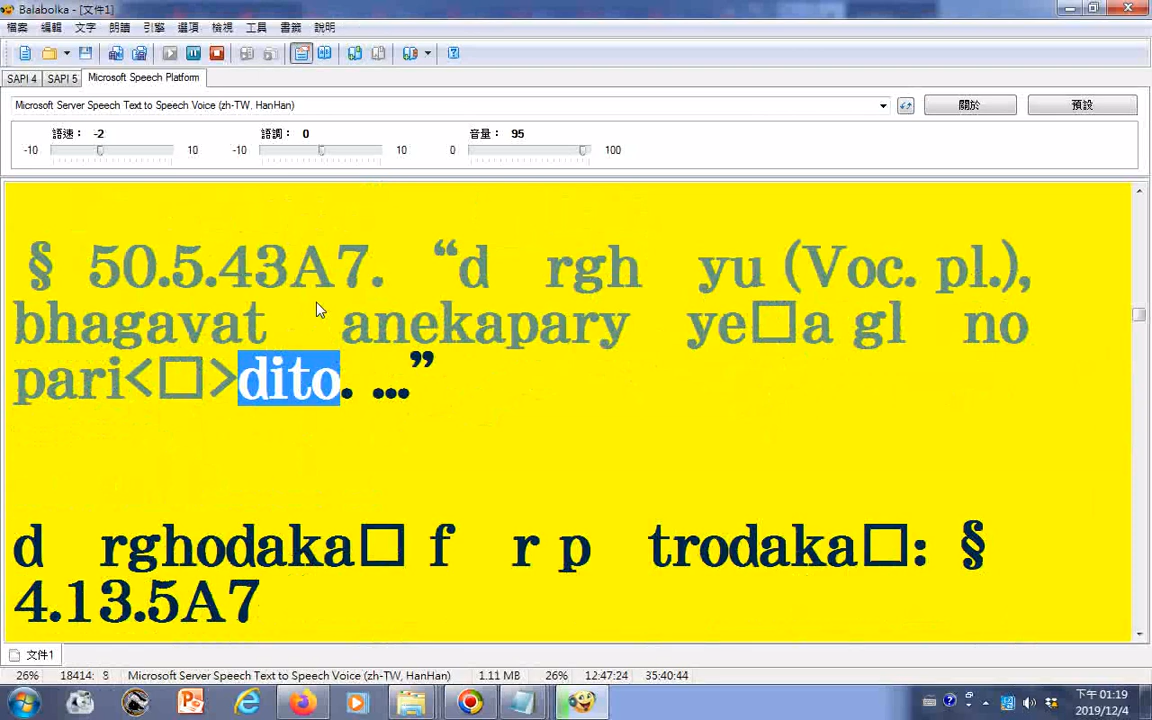 Balabolka - [文件1]
檔案 編輯 文字 朗讀 引擎 選項 檢視 工具 書籤 說明
SAPI 4 SAPI 5 Microsoft Speech Platform
Microsoft Server Speech Text to Speech Voice (zh-TW, HanHan) 關於 預設
語速： -2 語調： 0 音量： 95
-10 10 -10 10 0 100
§ 50.5.43A7. “d rgh yu (Voc. pl.),
bhagavat anekapary ye□a gl no
pari<□>dito. ...”
d rghodaka□ f r p trodaka□: §
4.13.5A7
文件1
26% 18414: 8 Microsoft Server Speech Text to Speech Voice (zh-TW, HanHan) 1.11 MB 26% 12:47:24 35:40:44
下午 01:19
2019/12/4